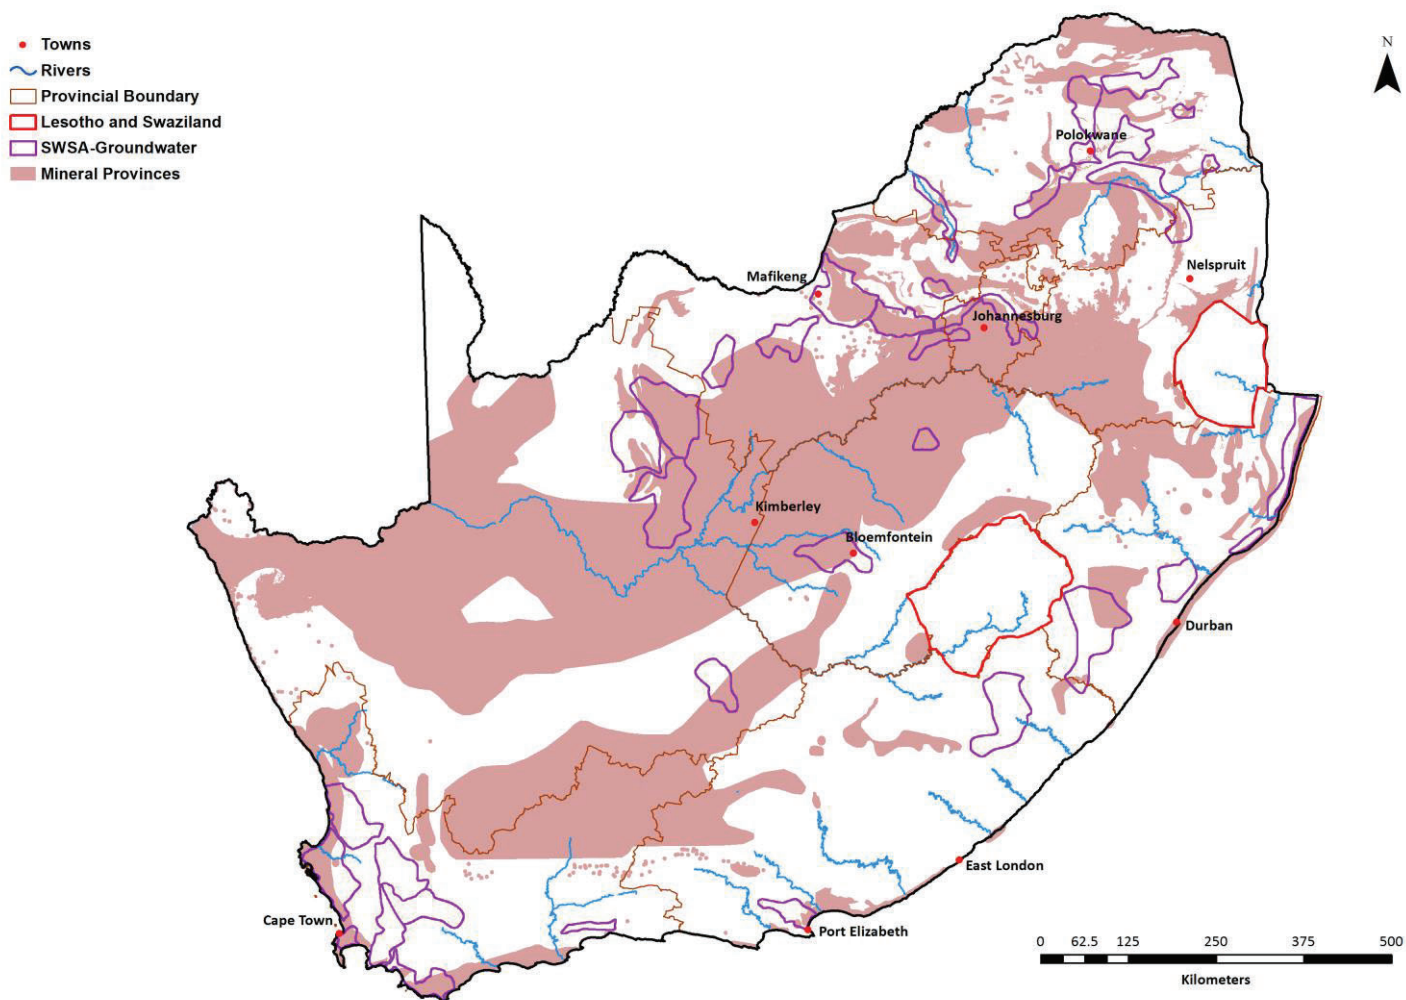 Towns
Rivers
Provincial Boundary
Lesotho and Swaziland
SWSA-Groundwater
Mineral Provinces
N
Polokwane
Nelspruit
Mafikeng
Johannesburg
Kimberley
Bloemfontein
Durban
East London
Cape Town
Port Elizabeth
0 62.5 125 250 375 500
Kilometers